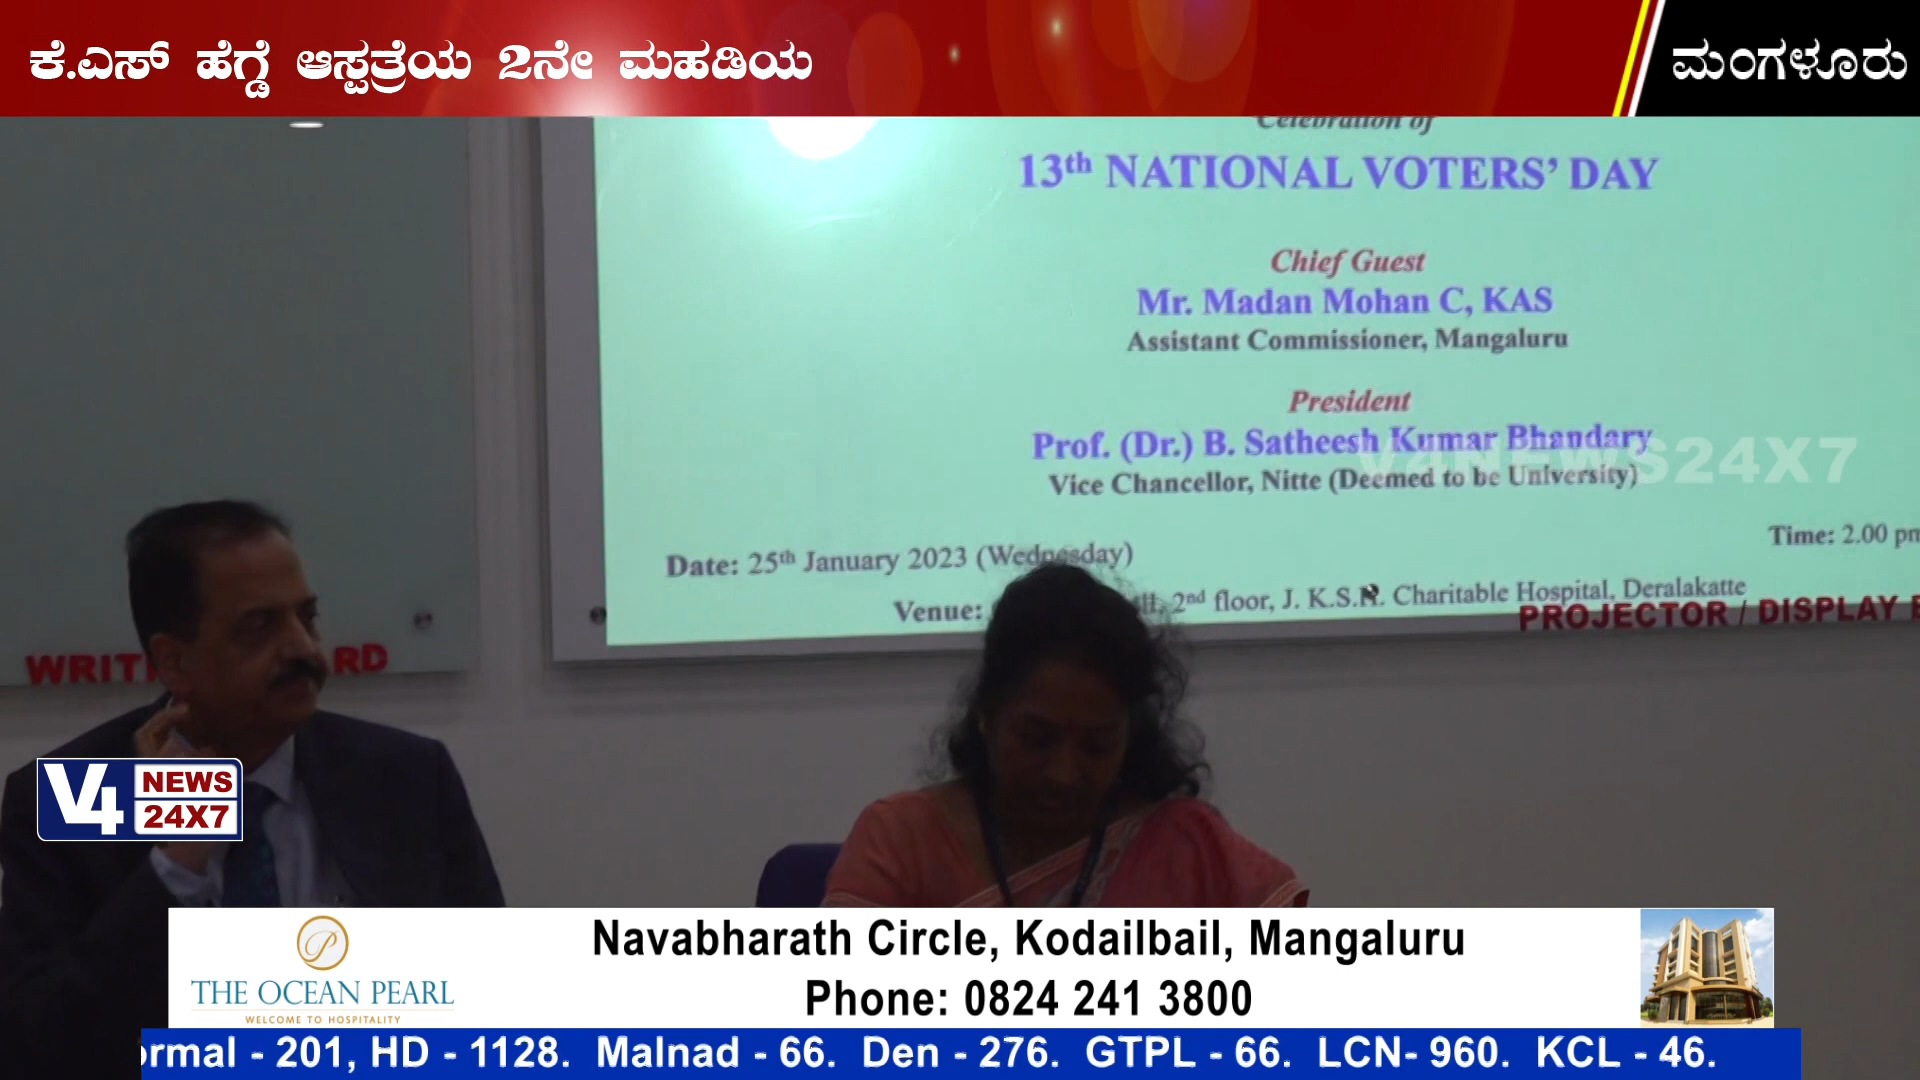 ಕೆ.ಎಸ್ ಹೆಗ್ಡೆ ಆಸ್ಪತ್ರೆಯ 2ನೇ ಮಹಡಿಯ
ಮಂಗಳೂರು
Celebration of
13th NATIONAL VOTERS' DAY
Chief Guest
Mr. Madan Mohan C, KAS
Assistant Commissioner, Mangaluru
President
Prof. (Dr.) B. Satheesh Kumar Bhandary
Vice Chancellor, Nitte (Deemed to be University)
V4NEWS24X7
Time: 2.00 pm
Date: 25th January 2023 (Wednesday)
Venue: 2nd floor, J. K.S.H. Charitable Hospital, Deralakatte
PROJECTOR / DISPLAY
V4 NEWS
24X7
THE OCEAN PEARL
WELCOME TO HOSPITALITY
Navabharath Circle, Kodailbail, Mangaluru
Phone: 0824 241 3800
- 201, HD - 1128. Malnad - 66. Den - 276. GTPL - 66. LCN- 960. KCL - 46.